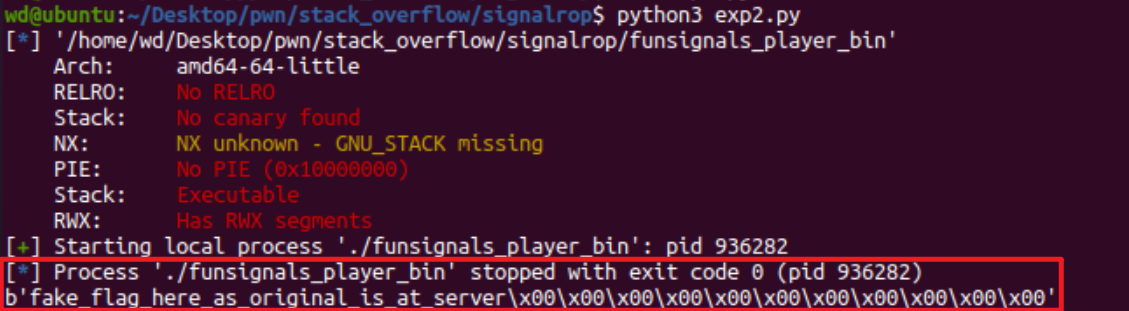 wd@ubuntu:~/Desktop/pwn/stack_overflow/signalrop$ python3 exp2.py
[*] '/home/wd/Desktop/pwn/stack_overflow/signalrop/funsignals_player_bin'
    Arch:     amd64-64-little
    RELRO:    No RELRO
    Stack:    No canary found
    NX:       NX unknown - GNU_STACK missing
    PIE:      No PIE (0x10000000)
    Stack:    Executable
    RWX:      Has RWX segments
[+] Starting local process './funsignals_player_bin': pid 936282
[*] Process './funsignals_player_bin' stopped with exit code 0 (pid 936282)
b'fake_flag_here_as_original_is_at_server\x00\x00\x00\x00\x00\x00\x00\x00\x00\x00\x00'